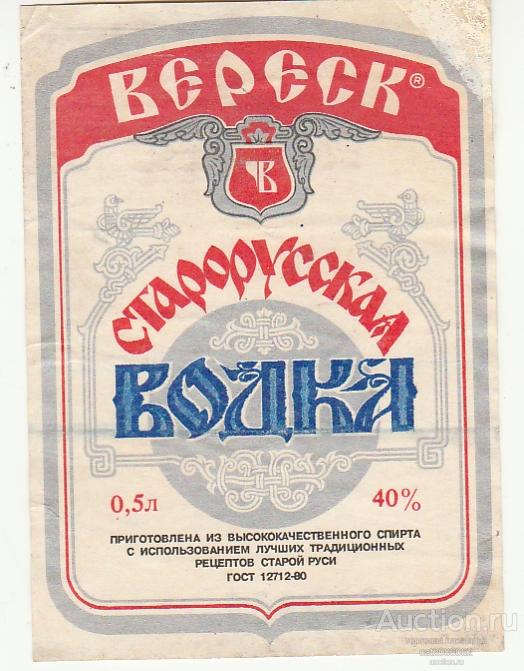 ВЕРЕСК®
В
СТАРОРУССКАЯ
ВОДКА
0,5л 40%
ПРИГОТОВЛЕНА ИЗ ВЫСОКОКАЧЕСТВЕННОГО СПИРТА
С ИСПОЛЬЗОВАНИЕМ ЛУЧШИХ ТРАДИЦИОННЫХ
РЕЦЕПТОВ СТАРОЙ РУСИ
ГОСТ 12712-80
Auction.ru